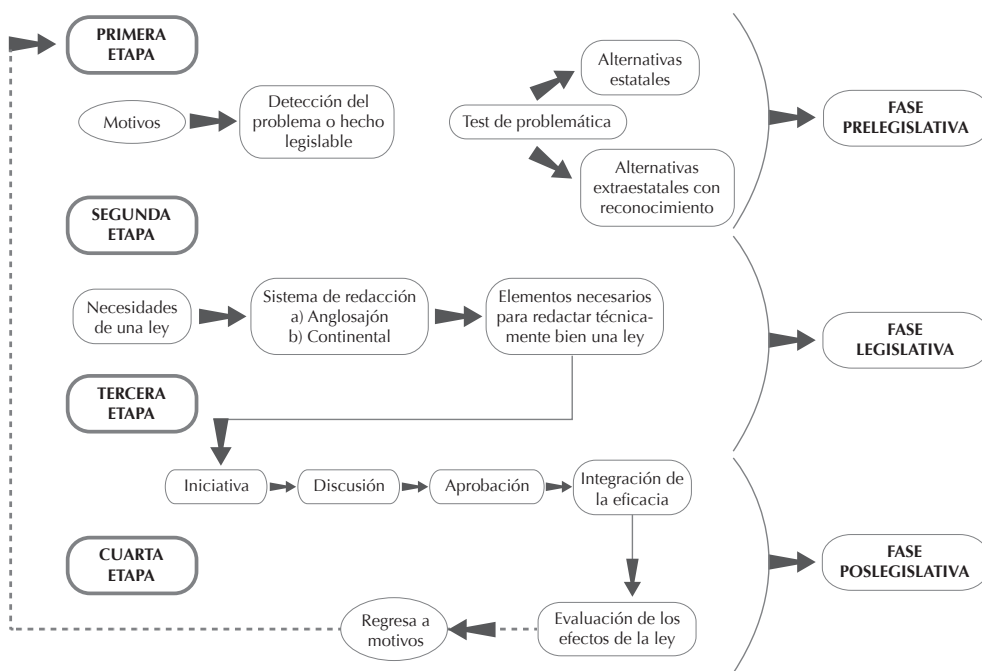 PRIMERA
ETAPA
Motivos
Detección del
problema o hecho
legislable
Test de problemática
Alternativas
estatales
Alternativas
extraestatales con
reconocimiento
FASE
PRELEGISLATIVA
SEGUNDA
ETAPA
Necesidades
de una ley
Sistema de redacción
a) Anglosajón
b) Continental
Elementos necesarios
para redactar técnica-
mente bien una ley
FASE
LEGISLATIVA
TERCERA
ETAPA
Iniciativa
Discusión
Aprobación
Integración de
la eficacia
CUARTA
ETAPA
Evaluación de los
efectos de la ley
Regresa a
motivos
FASE
POSLEGISLATIVA